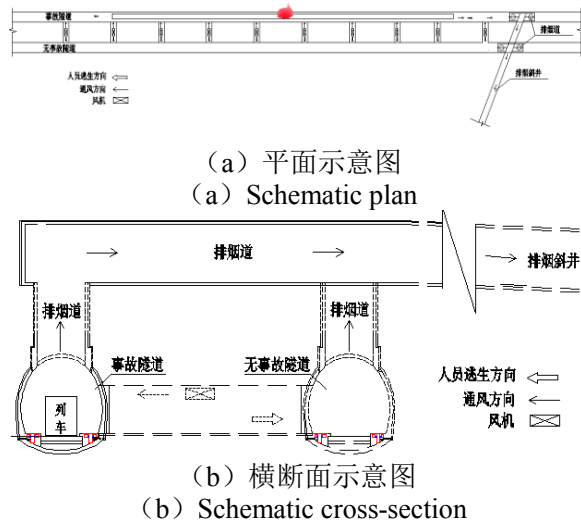 事故隧道
排烟道
无事故隧道
排烟斜井
人员逃生方向
通风方向
风机
（a）平面示意图
（a）Schematic plan
排烟道
排烟斜井
排烟道
排烟道
事故隧道
无事故隧道
人员逃生方向
通风方向
风机
列车
（b）横断面示意图
（b）Schematic cross-section